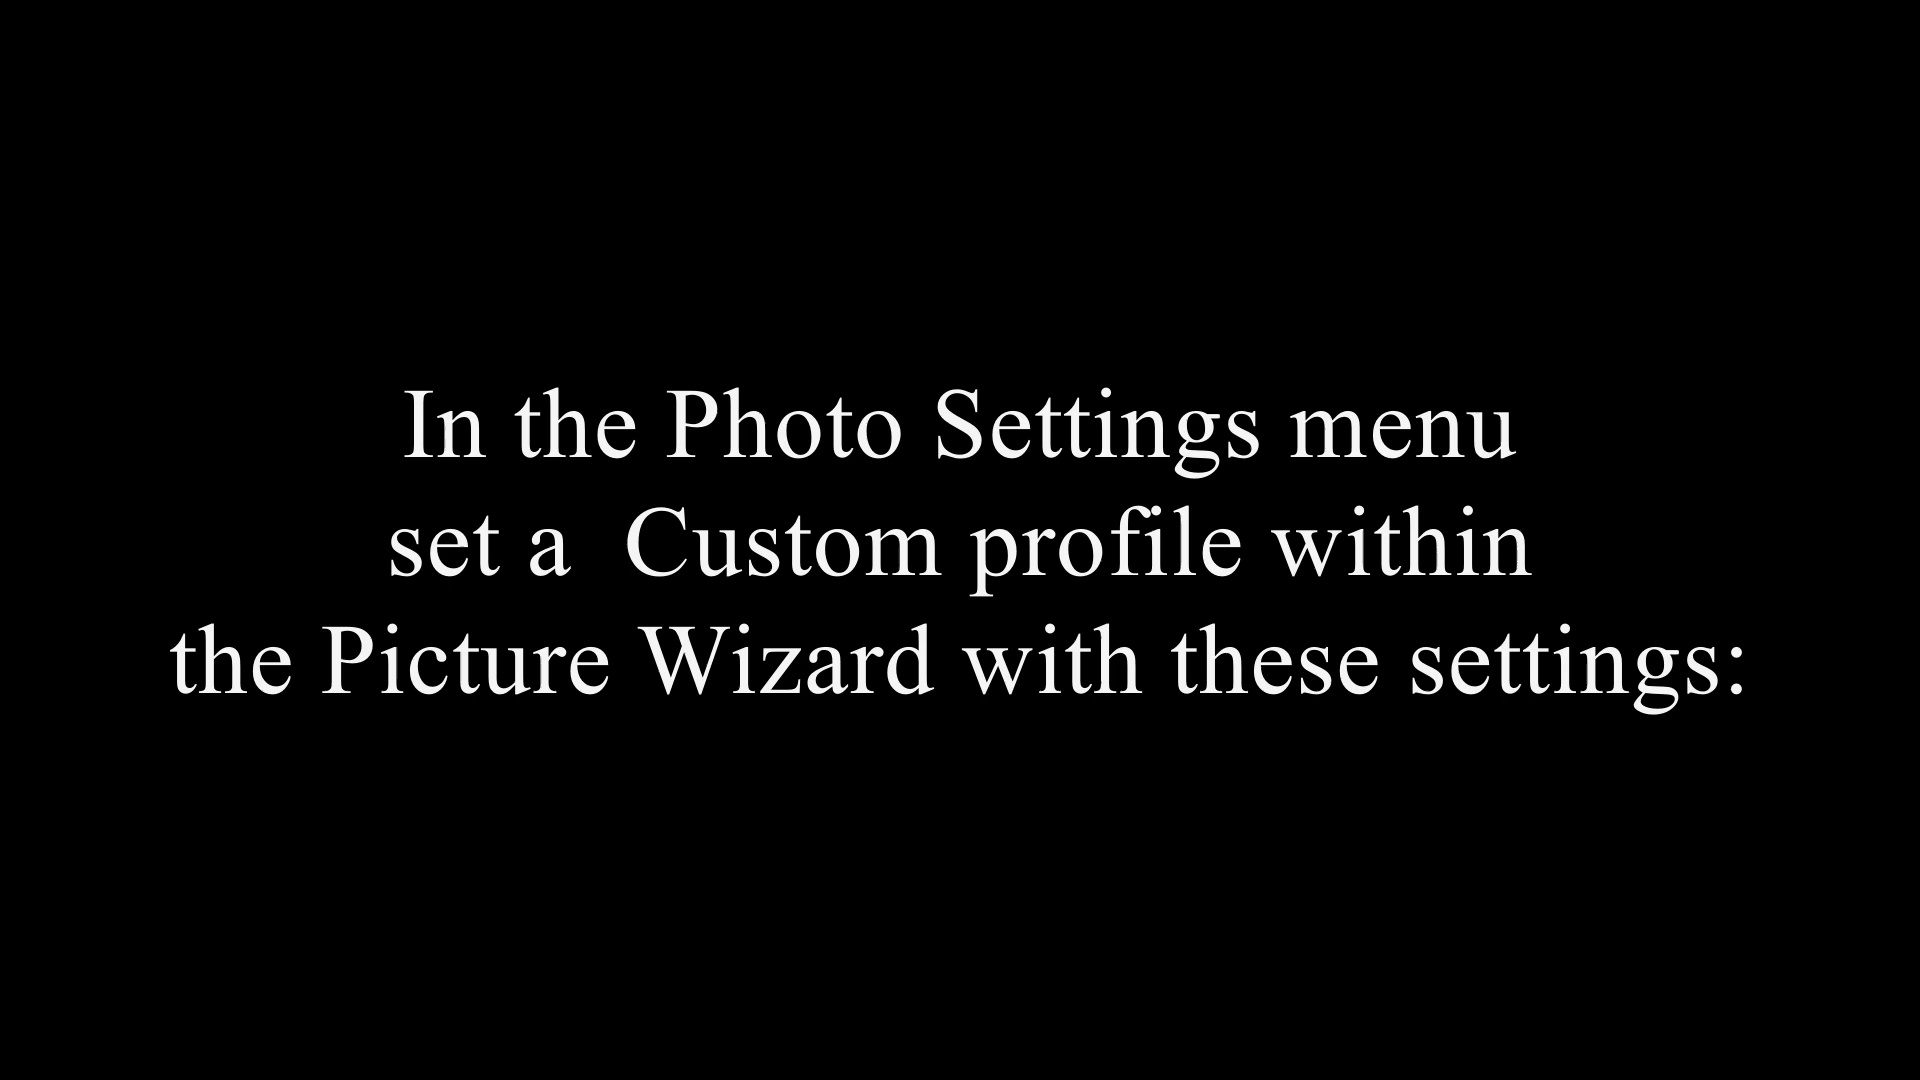 In the Photo Settings menu
set a  Custom profile within
the Picture Wizard with these settings: